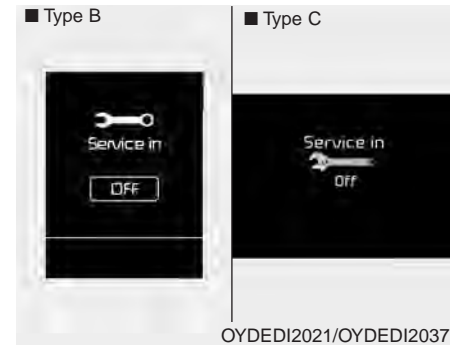 ■ Type B
Service in
OFF
■ Type C
Service in
Off
OYDEDI2021/OYDEDI2037